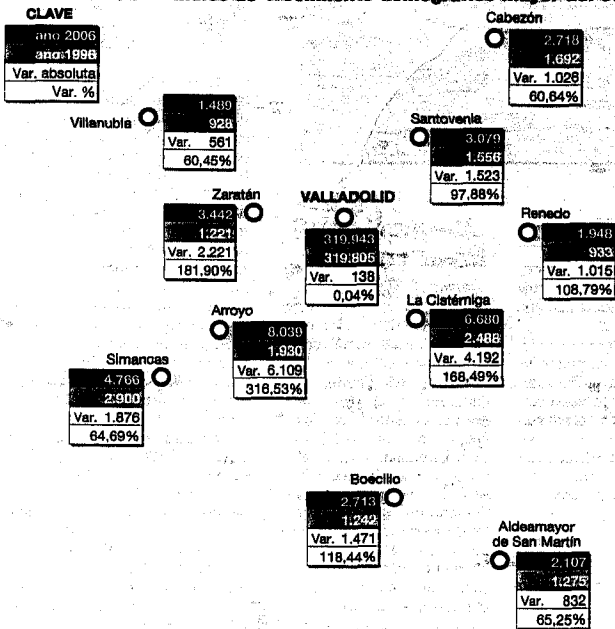 CLAVE
año 2006
año 1996
Var. absoluta
Var. %
Cabezón
2.718
1.692
Var. 1.026
60,64%
Villanubla
1.489
928
Var. 561
60,45%
Santovenia
3.079
1.556
Var. 1.523
97,88%
Zaratán
3.442
1.221
Var. 2.221
181,90%
VALLADOLID
319.943
319.805
Var. 138
0,04%
Renedo
1.948
933
Var. 1.015
108,79%
Arroyo
8.039
1.930
Var. 6.109
316,53%
La Cistérniga
6.680
2.488
Var. 4.192
168,49%
Simancas
4.766
2.900
Var. 1.876
64,69%
Boecillo
2.713
1.242
Var. 1.471
118,44%
Aldeamayor
de San Martín
2.107
1.275
Var. 832
65,25%